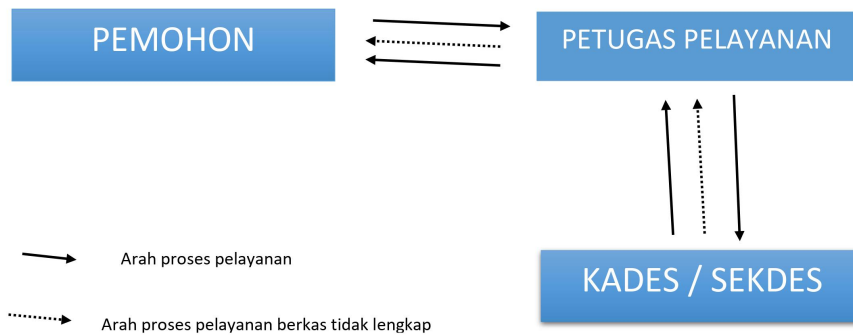 PEMOHON
PETUGAS PELAYANAN
KADES / SEKDES
Arah proses pelayanan
Arah proses pelayanan berkas tidak lengkap